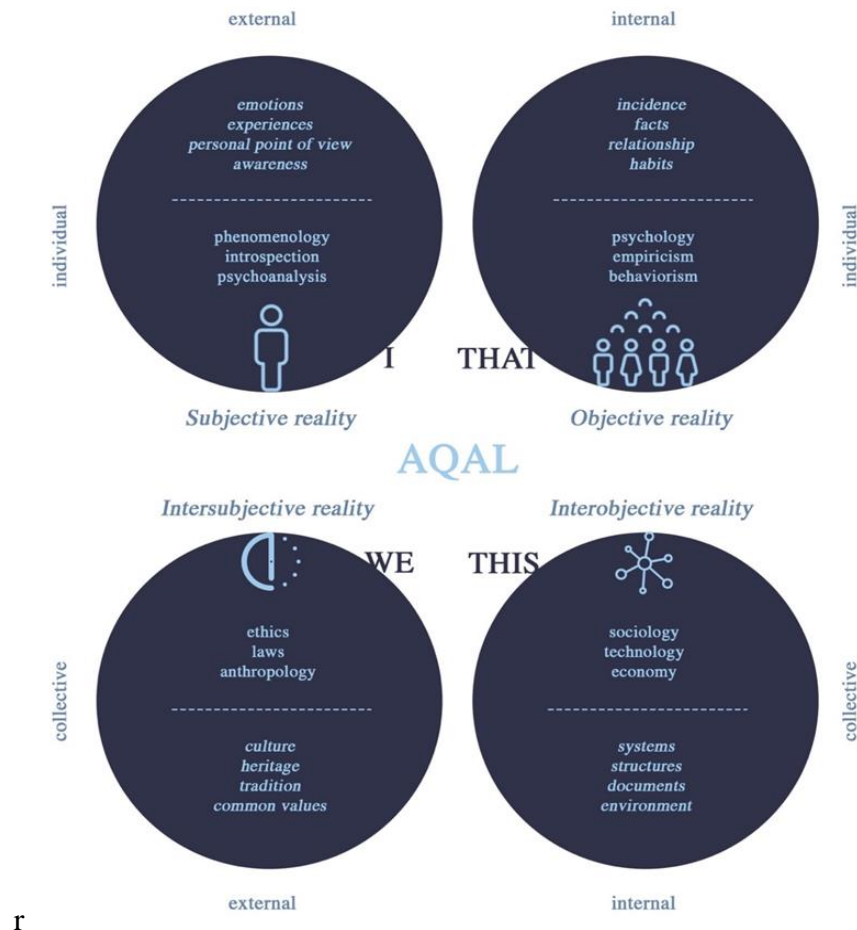 external
internal
emotions
experiences
personal point of view
awareness
incidence
facts
relationship
habits
individual
individual
phenomenology
introspection
psychoanalysis
psychology
empiricism
behaviorism
I
THAT
Subjective reality
Objective reality
AQAL
Intersubjective reality
Interobjective reality
WE
THIS
ethics
laws
anthropology
sociology
technology
economy
collective
collective
culture
heritage
tradition
common values
systems
structures
documents
environment
external
internal
r